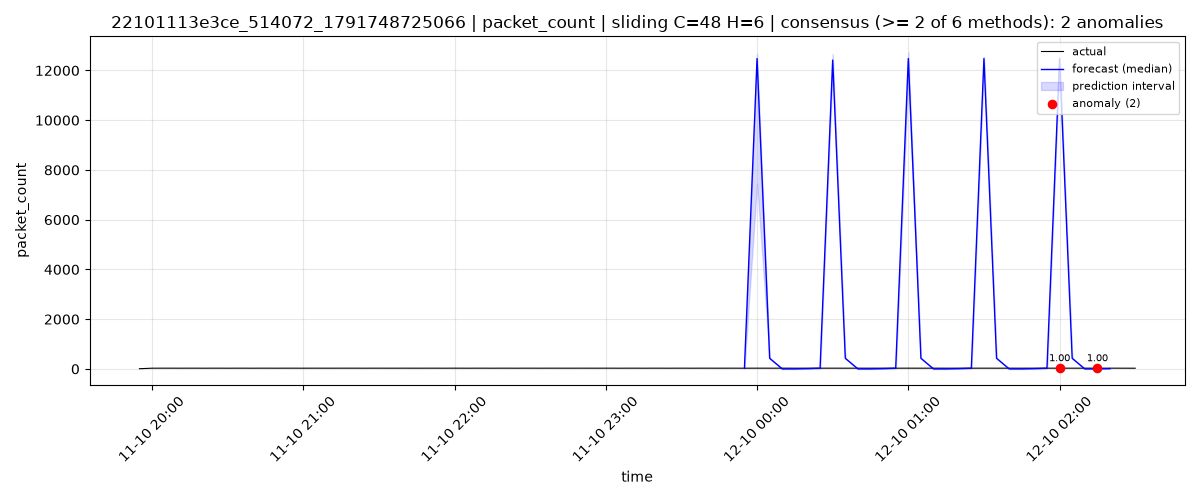 22101113e3ce_514072_1791748725066 | packet_count | sliding C=48 H=6 | consensus (>= 2 of 6 methods): 2 anomalies
actual
forecast (median)
prediction interval
anomaly (2)
packet_count
12000
10000
8000
6000
4000
2000
0
1.00
1.00
11-10 20:00
11-10 21:00
11-10 22:00
11-10 23:00
12-10 00:00
12-10 01:00
12-10 02:00
time